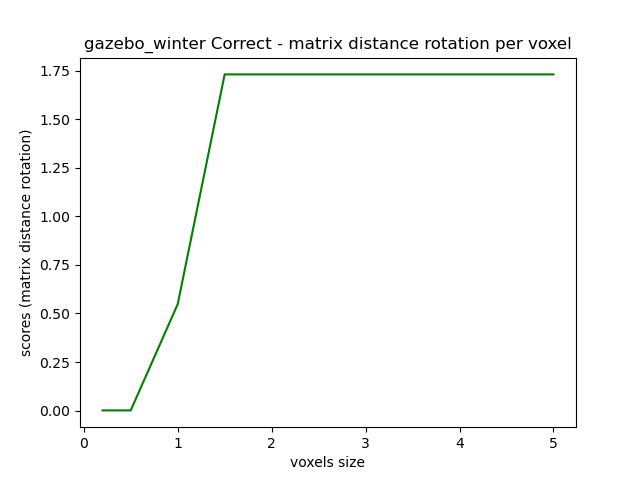 gazebo_winter Correct - matrix distance rotation per voxel
scores (matrix distance rotation)
1.75
1.50
1.25
1.00
0.75
0.50
0.25
0.00
0 1 2 3 4 5
voxels size